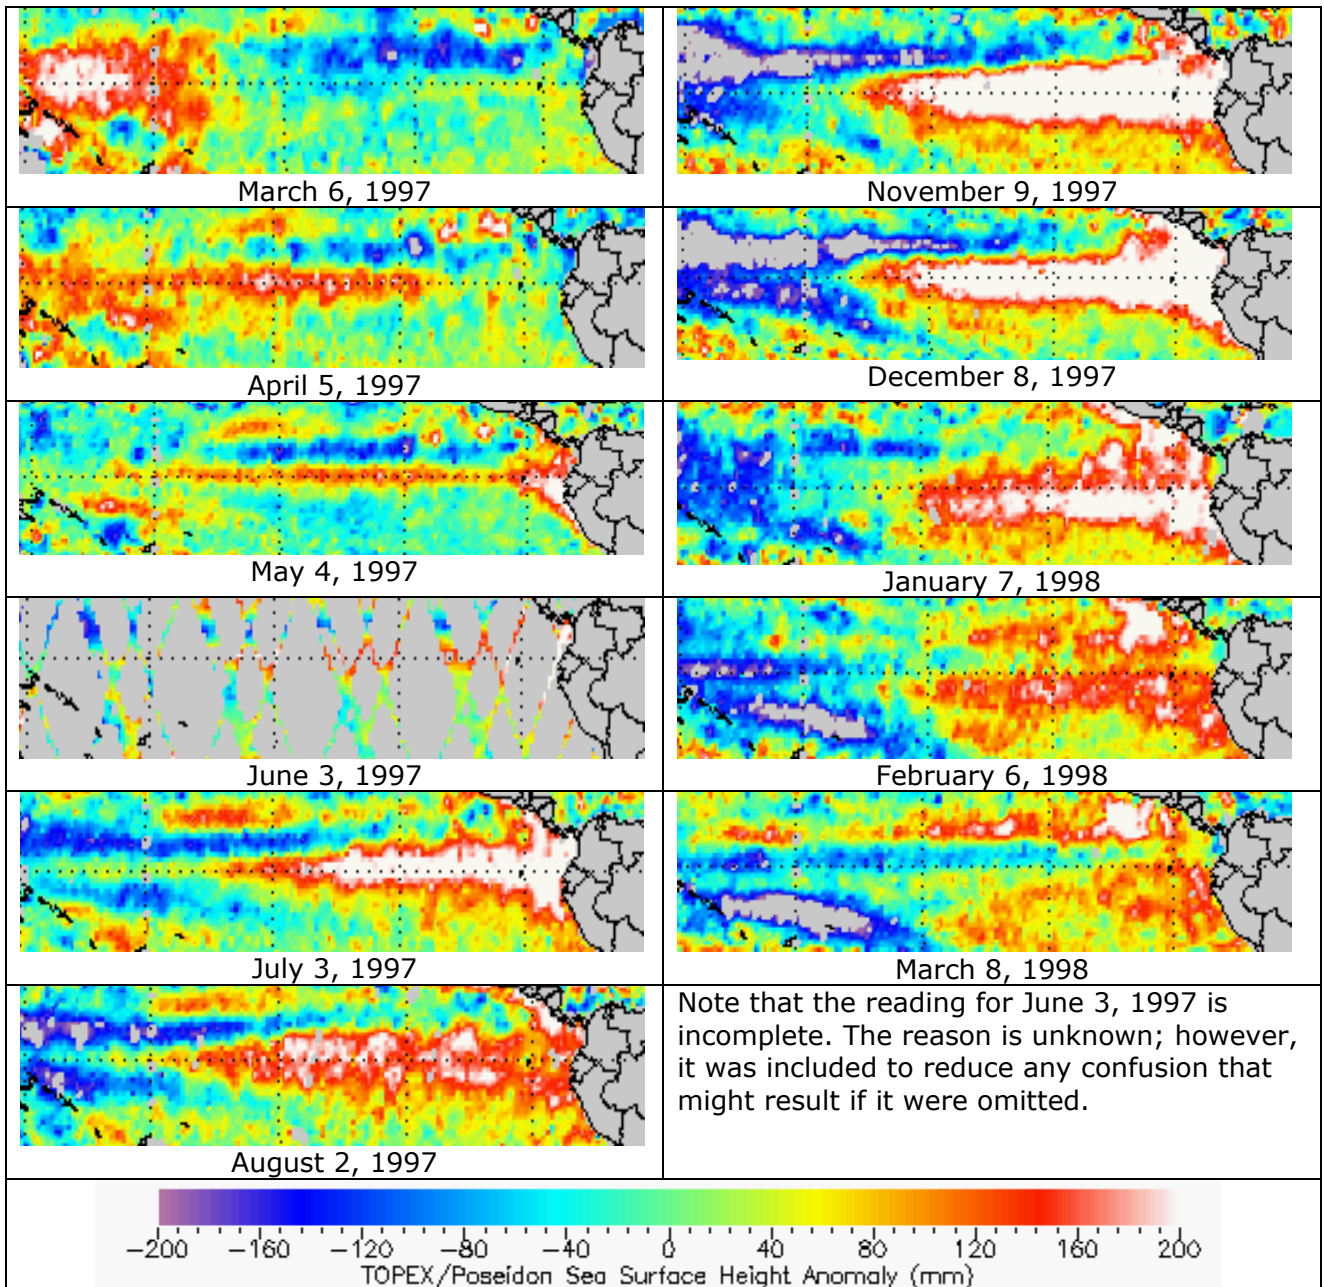 March 6, 1997
November 9, 1997
April 5, 1997
December 8, 1997
May 4, 1997
January 7, 1998
June 3, 1997
February 6, 1998
July 3, 1997
March 8, 1998
August 2, 1997
Note that the reading for June 3, 1997 is
incomplete. The reason is unknown; however,
it was included to reduce any confusion that
might result if it were omitted.
−200 −160 −120 −80 −40 0 40 80 120 160 200
TOPEX/Poseidon Sea Surface Height Anomaly (mm)